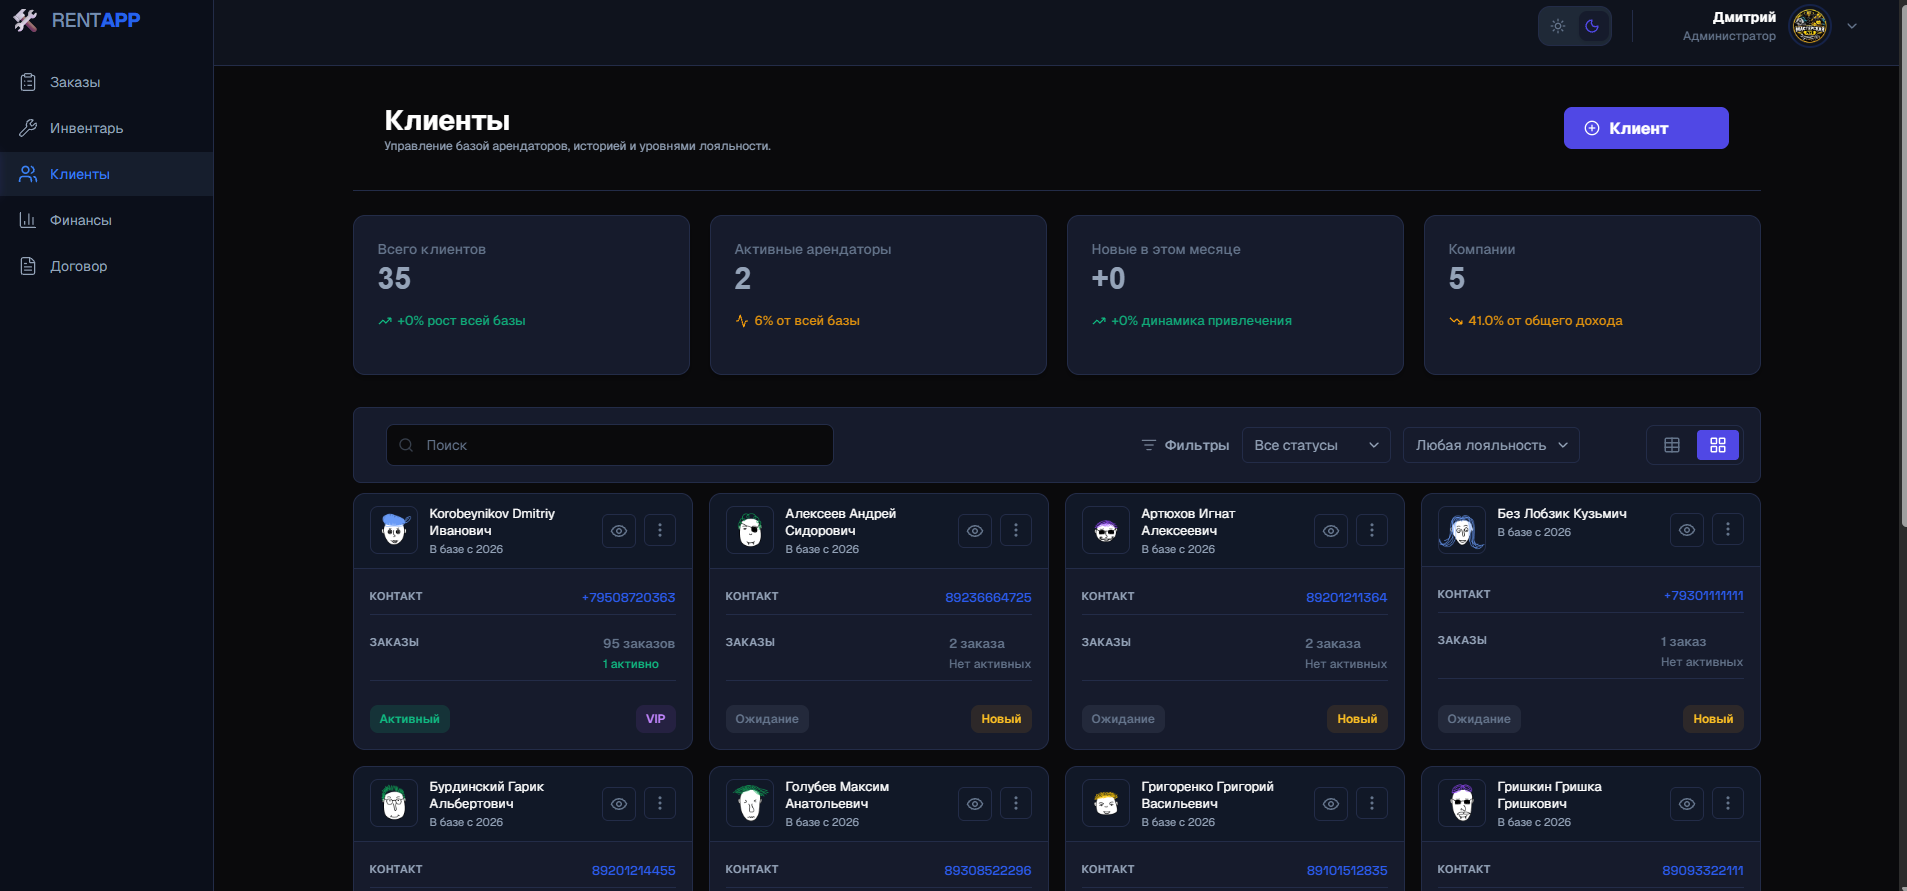 RENTAPP
Дмитрий
Администратор
Заказы
Инвентарь
Клиенты
Финансы
Договор
Клиенты
Управление базой арендаторов, историей и уровнями лояльности.
Клиент
Всего клиентов
35
+0% рост всей базы
Активные арендаторы
2
6% от всей базы
Новые в этом месяце
+0
+0% динамика привлечения
Компании
5
41.0% от общего дохода
Поиск
Фильтры
Все статусы
Любая лояльность
Korobeynikov Dmitriy
Иванович
В базе с 2026
КОНТАКТ
+79508720363
ЗАКАЗЫ
95 заказов
1 активно
Активный
VIP
Алексеев Андрей
Сидорович
В базе с 2026
КОНТАКТ
89236664725
ЗАКАЗЫ
2 заказа
Нет активных
Ожидание
Новый
Артюхов Игнат
Алексеевич
В базе с 2026
КОНТАКТ
89201211364
ЗАКАЗЫ
2 заказа
Нет активных
Ожидание
Новый
Без Лобзик Кузьмич
В базе с 2026
КОНТАКТ
+79301111111
ЗАКАЗЫ
1 заказ
Нет активных
Ожидание
Новый
Бурдинский Гарик
Альбертович
В базе с 2026
КОНТАКТ
89201214455
Голубев Максим
Анатольевич
В базе с 2026
КОНТАКТ
89308522296
Григоренко Григорий
Васильевич
В базе с 2026
КОНТАКТ
89101512835
Гришкин Гришка
Гришкович
В базе с 2026
КОНТАКТ
89093322111